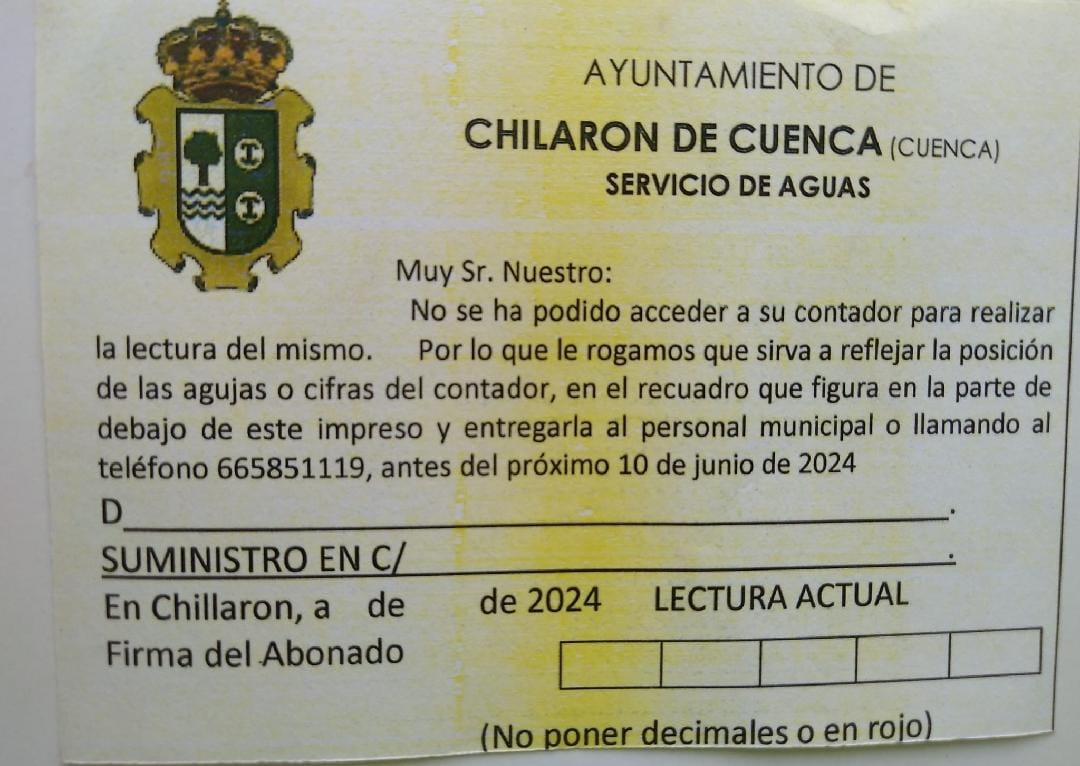 AYUNTAMIENTO DE
CHILARON DE CUENCA (CUENCA)
SERVICIO DE AGUAS
Muy Sr. Nuestro:
No se ha podido acceder a su contador para realizar
la lectura del mismo. Por lo que le rogamos que sirva a reflejar la posición
de las agujas o cifras del contador, en el recuadro que figura en la parte de
debajo de este impreso y entregarla al personal municipal o llamando al
teléfono 665851119, antes del próximo 10 de junio de 2024
D___________________________.
SUMINISTRO EN C/___________________________.
En Chillaron, a de de 2024 LECTURA ACTUAL
Firma del Abonado
(No poner decimales o en rojo)